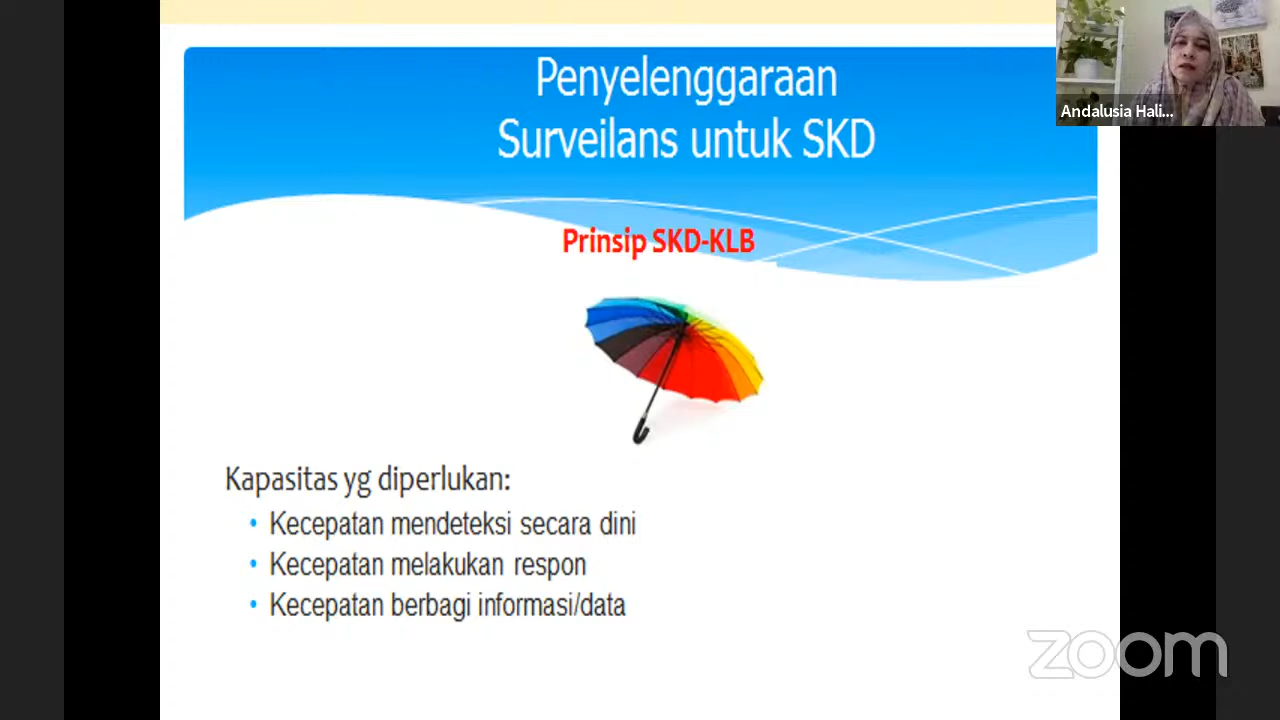 Penyelenggaraan
Surveilans untuk SKD
Andalusia Hali...
Prinsip SKD-KLB
Kapasitas yg diperlukan:
• Kecepatan mendeteksi secara dini
• Kecepatan melakukan respon
• Kecepatan berbagi informasi/data
zoom